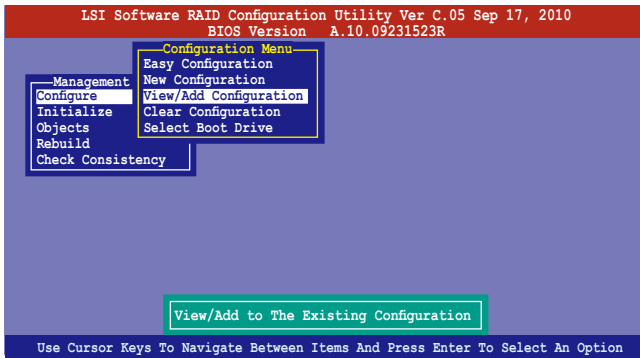 LSI Software RAID Configuration Utility Ver C.05 Sep 17, 2010
BIOS Version A.10.09231523R
Configuration Menu
Easy Configuration
New Configuration
View/Add Configuration
Clear Configuration
Select Boot Drive
Management
Configure
Initialize
Objects
Rebuild
Check Consistency
View/Add to The Existing Configuration
Use Cursor Keys To Navigate Between Items And Press Enter To Select An Option